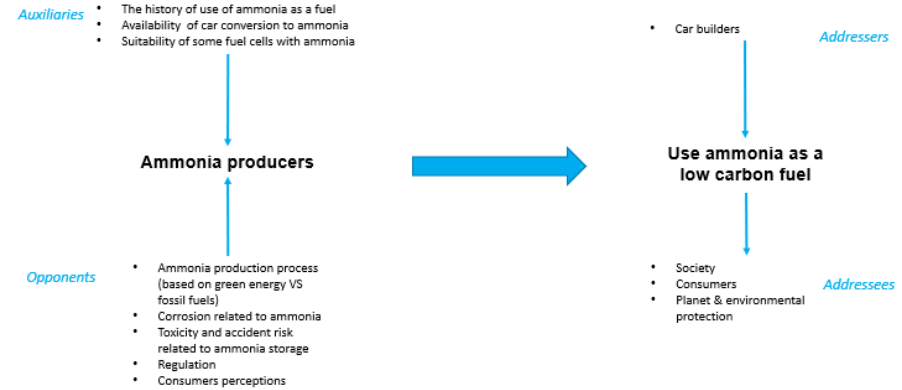 Auxiliaries
• The history of use of ammonia as a fuel
• Availability of car conversion to ammonia
• Suitability of some fuel cells with ammonia
• Car builders
Addressers
Ammonia producers
Use ammonia as a
low carbon fuel
Opponents
• Ammonia production process
(based on green energy VS
fossil fuels)
• Corrosion related to ammonia
• Toxicity and accident risk
related to ammonia storage
• Regulation
• Consumers perceptions
• Society
• Consumers
• Planet & environmental
protection
Addressees